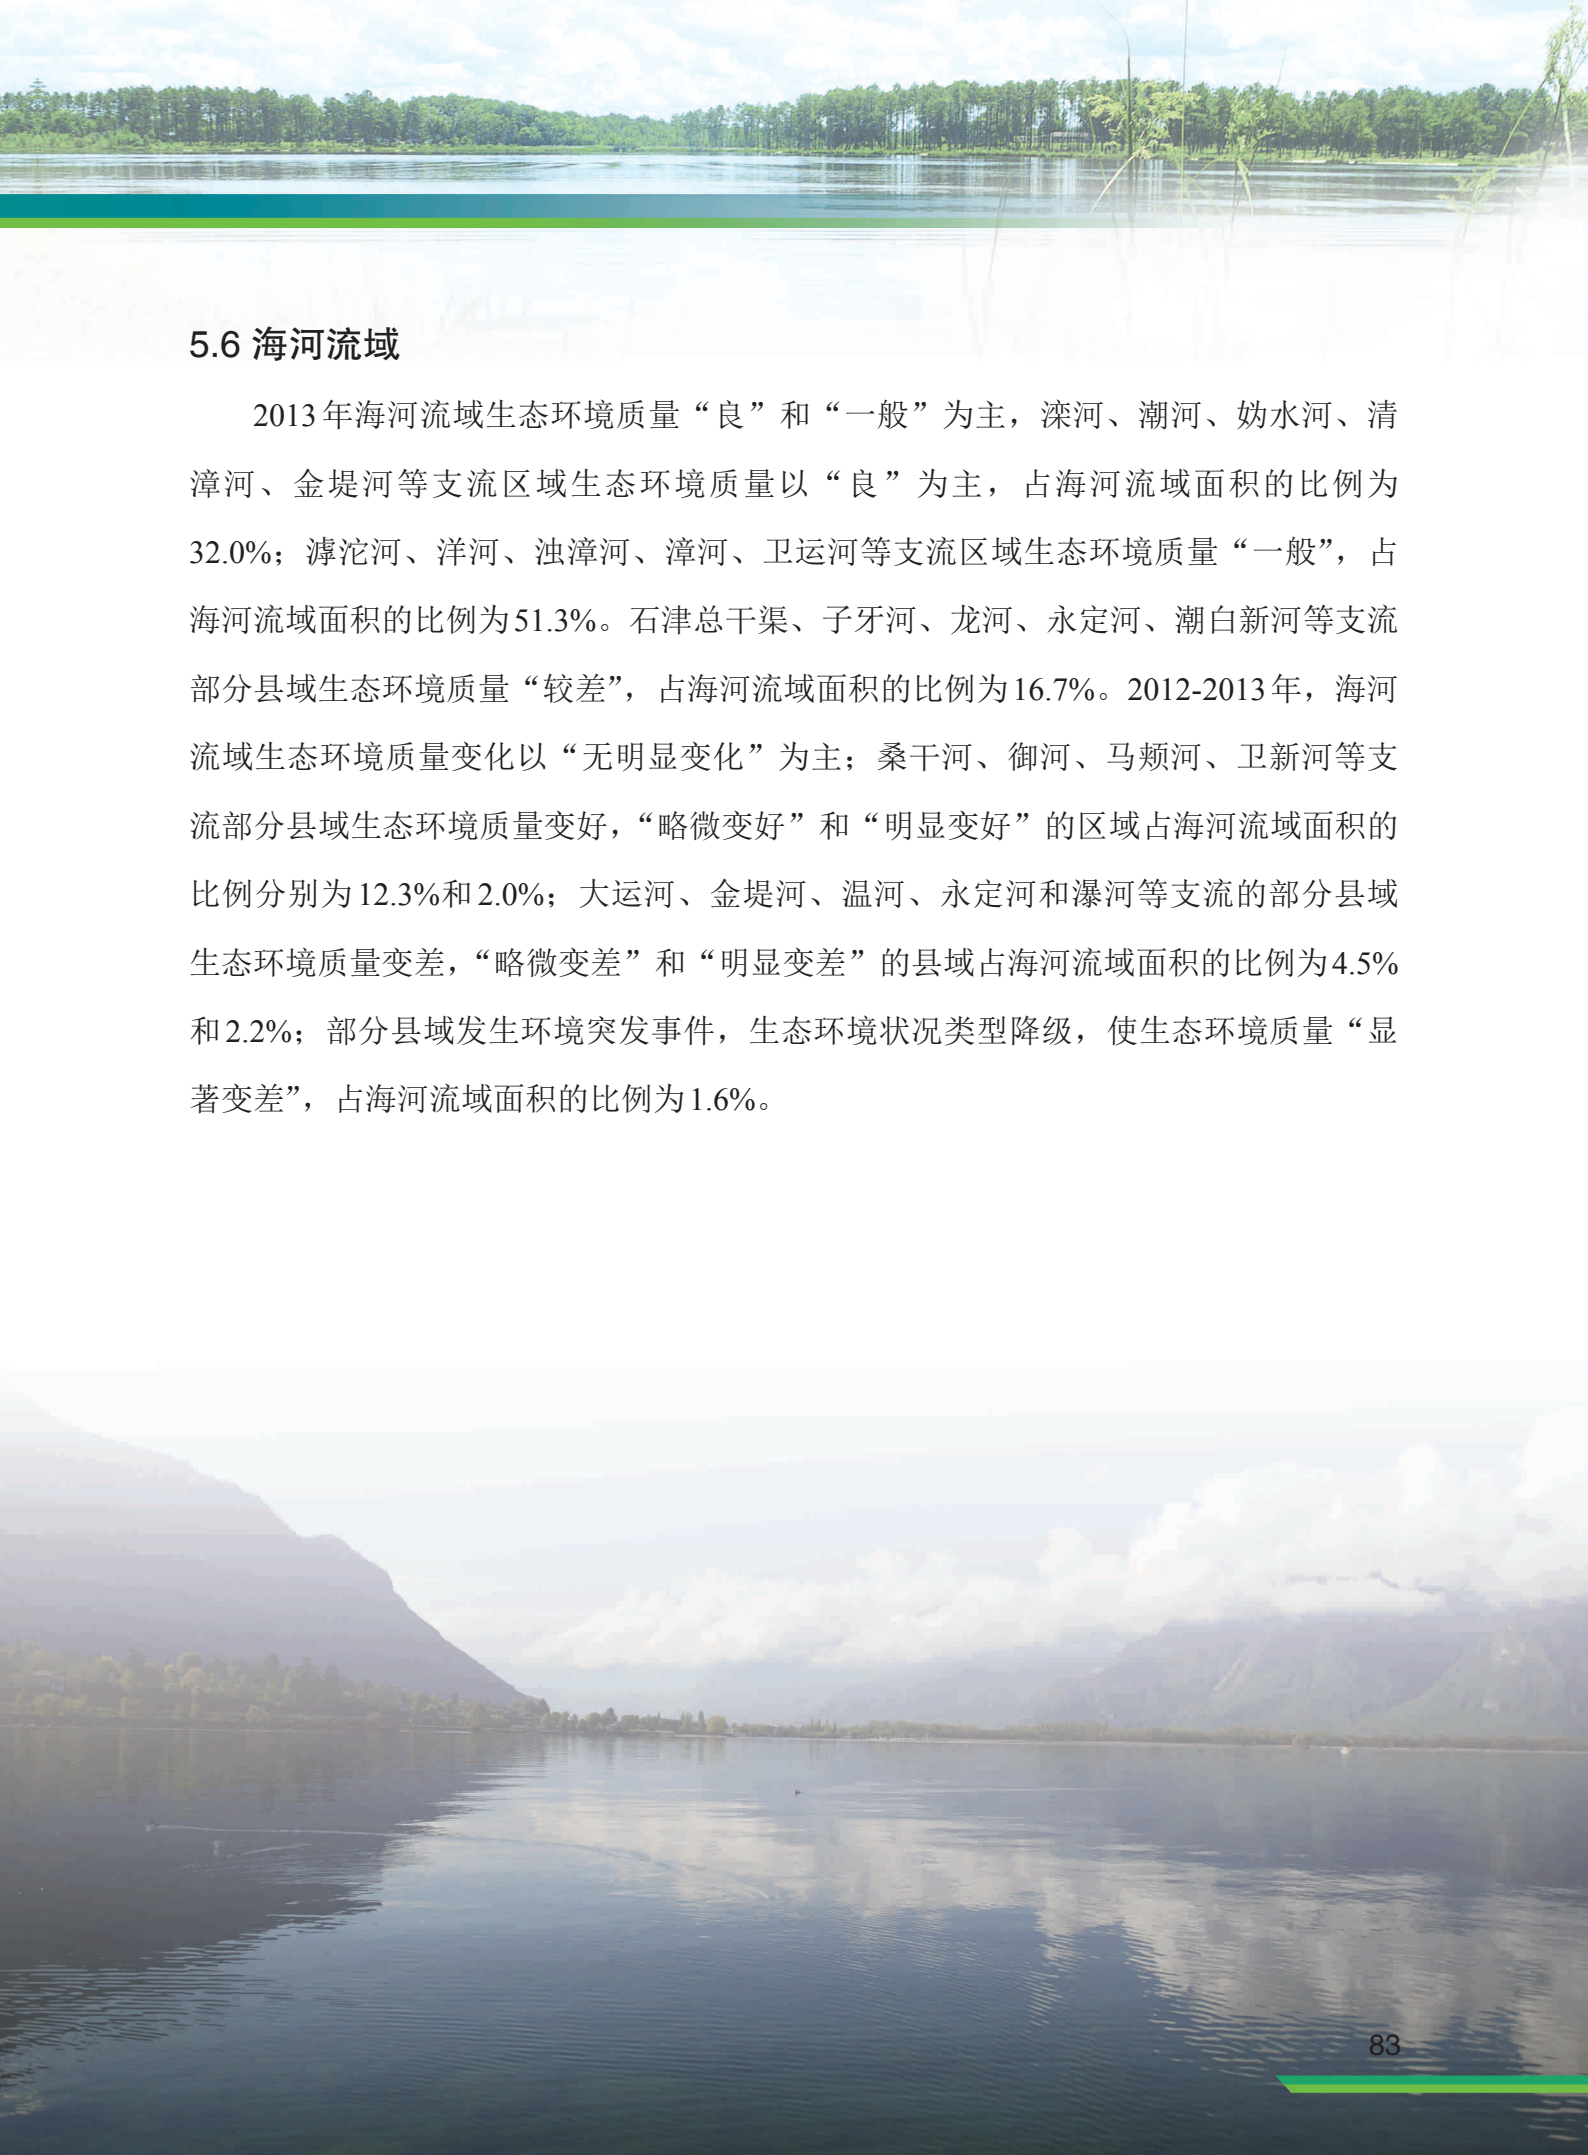 5.6 海河流域
2013年海河流域生态环境质量“良”和“一般”为主，滦河、潮河、妫水河、清
漳河、金堤河等支流区域生态环境质量以“良”为主，占海河流域面积的比例为
32.0%；滹沱河、洋河、浊漳河、漳河、卫运河等支流区域生态环境质量“一般”，占
海河流域面积的比例为51.3%。石津总干渠、子牙河、龙河、永定河、潮白新河等支流
部分县域生态环境质量“较差”，占海河流域面积的比例为16.7%。2012-2013年，海河
流域生态环境质量变化以“无明显变化”为主；桑干河、御河、马颊河、卫新河等支
流部分县域生态环境质量变好，“略微变好”和“明显变好”的区域占海河流域面积的
比例分别为12.3%和2.0%；大运河、金堤河、温河、永定河和瀑河等支流的部分县域
生态环境质量变差，“略微变差”和“明显变差”的县域占海河流域面积的比例为4.5%
和2.2%；部分县域发生环境突发事件，生态环境状况类型降级，使生态环境质量“显
著变差”，占海河流域面积的比例为1.6%。
83